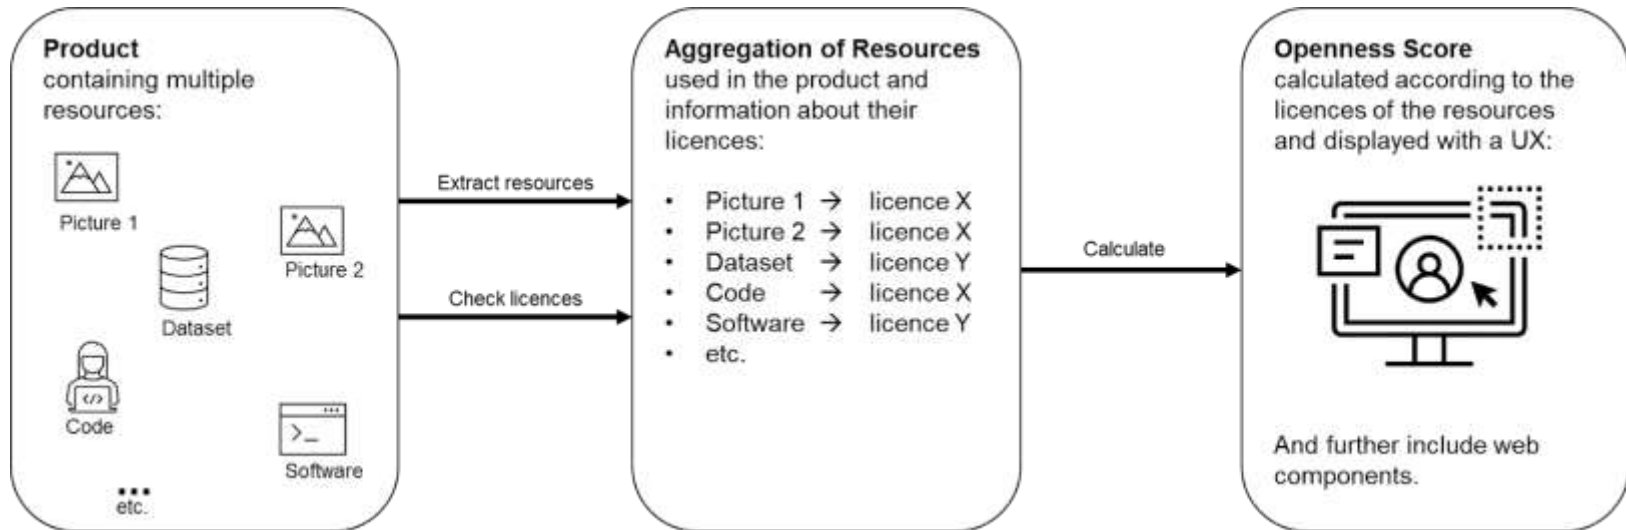 Product
containing multiple
resources:
Picture 1
Picture 2
Dataset
Code
Software
etc.
Extract resources
Check licences
Aggregation of Resources
used in the product and
information about their
licences:
• Picture 1 → licence X
• Picture 2 → licence X
• Dataset → licence Y
• Code → licence X
• Software → licence Y
• etc.
Calculate
Openness Score
calculated according to the
licences of the resources
and displayed with a UX:
And further include web
components.